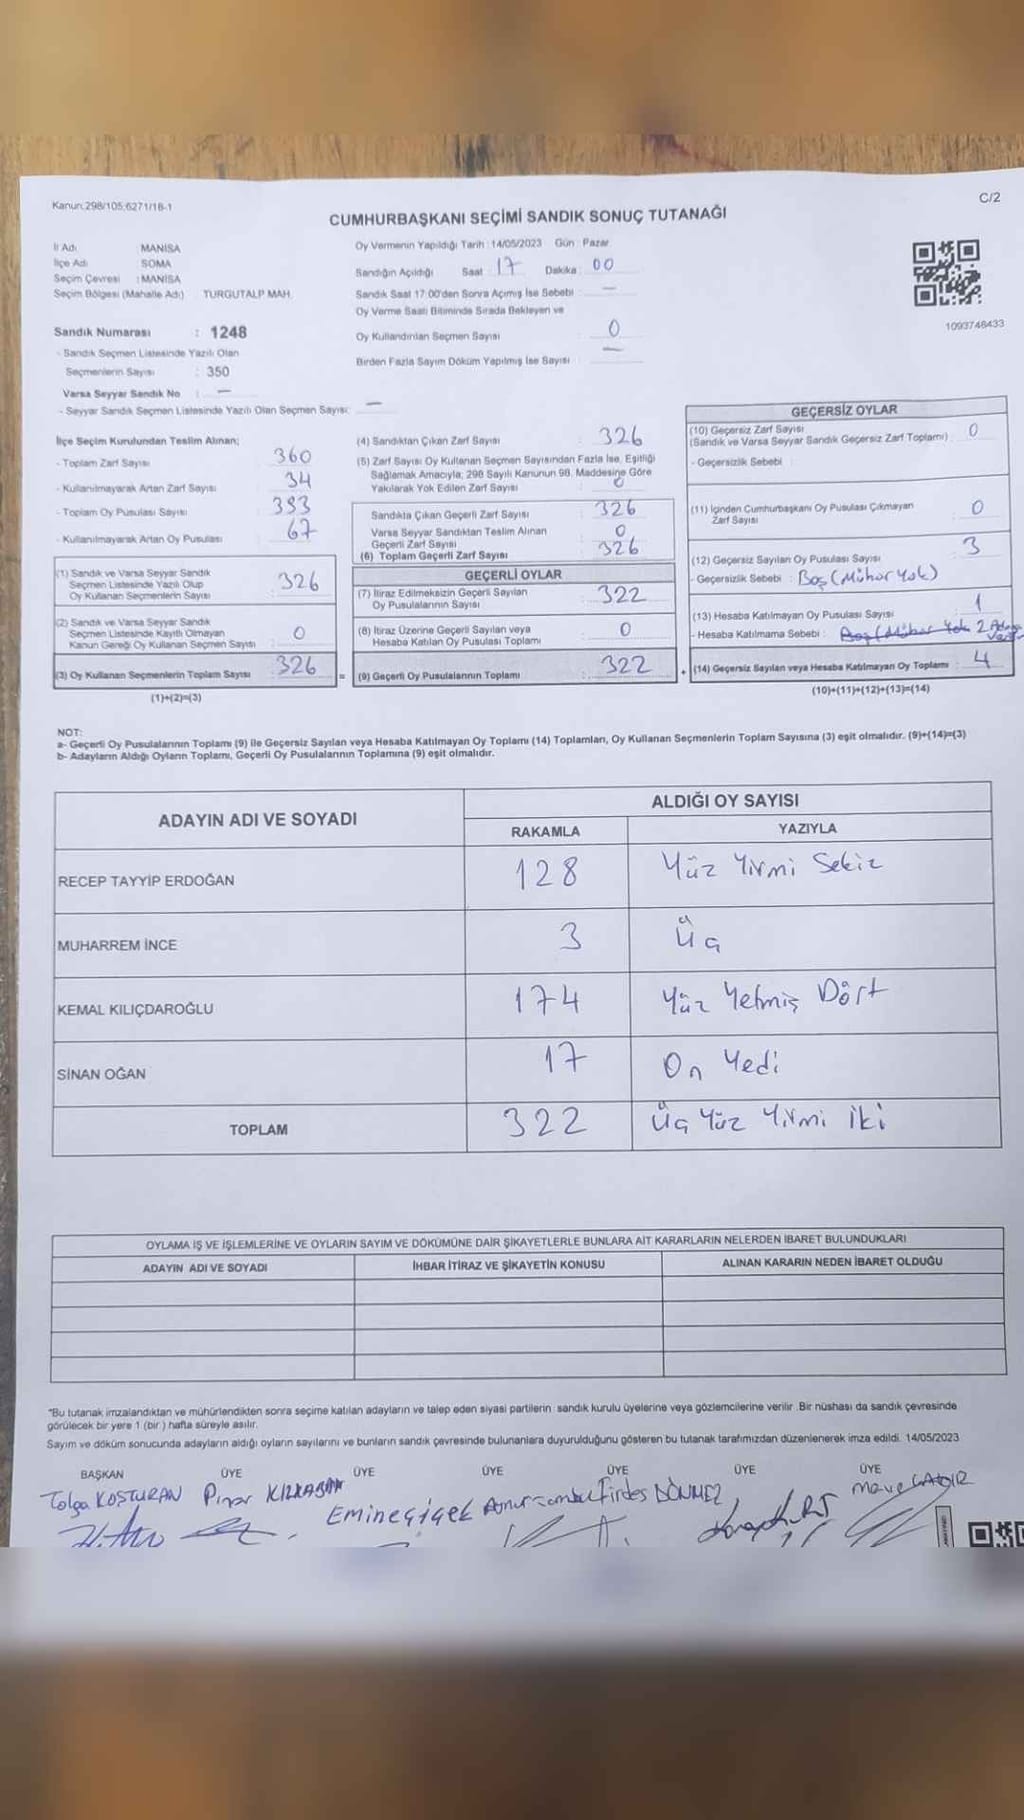 Kanun:298/105;6271/18-1
C/2
CUMHURBAŞKANI SEÇİMİ SANDIK SONUÇ TUTANAĞI
İl Adı : MANİSA
İlçe Adı : SOMA
Seçim Çevresi : MANİSA
Seçim Bölgesi (Mahalle Adı) TURGUTALP MAH.
Sandık Numarası : 1248
- Sandık Seçmen Listesinde Yazılı Olan
Seçmenlerin Sayısı : 350
Varsa Seyyar Sandık No : —
- Seyyar Sandık Seçmen Listesinde Yazılı Olan Seçmen Sayısı: —
Oy Vermenin Yapıldığı Tarih : 14/05/2023 Gün : Pazar
Sandığın Açıldığı Saat : 17 Dakika : 00
Sandık Saat 17:00'den Sonra Açımış İse Sebebi : —
Oy Verme Saati Bitiminde Sırada Bekleyen ve
Oy Kullandırılan Seçmen Sayısı : 0
Birden Fazla Sayım Döküm Yapılmış İse Sayısı : —
1093748433
İlçe Seçim Kurulundan Teslim Alınan;
- Toplam Zarf Sayısı : 360
- Kullanılmayarak Artan Zarf Sayısı : 34
- Toplam Oy Pusulası Sayısı : 393
- Kullanılmayarak Artan Oy Pusulası : 67
(1) Sandık ve Varsa Seyyar Sandık
Seçmen Listesinde Yazılı Olup
Oy Kullanan Seçmenlerin Sayısı : 326
(2) Sandık ve Varsa Seyyar Sandık
Seçmen Listesinde Kayıtlı Olmayan
Kanun Gereği Oy Kullanan Seçmen Sayısı : 0
(3) Oy Kullanan Seçmenlerin Toplam Sayısı : 326
(1)+(2)=(3)
(4) Sandıktan Çıkan Zarf Sayısı : 326
(5) Zarf Sayısı Oy Kullanan Seçmen Sayısından Fazla İse, Eşitliği
Sağlamak Amacıyla; 298 Sayılı Kanunun 98. Maddesine Göre
Yakılarak Yok Edilen Zarf Sayısı : 0
Sandıkta Çıkan Geçerli Zarf Sayısı : 326
Varsa Seyyar Sandıktan Teslim Alınan
Geçerli Zarf Sayısı : 0
(6) Toplam Geçerli Zarf Sayısı : 326
GEÇERLİ OYLAR
(7) İtiraz Edilmeksizin Geçerli Sayılan
Oy Pusulalarının Sayısı : 322
(8) İtiraz Üzerine Geçerli Sayılan veya
Hesaba Katılan Oy Pusulası Toplamı : 0
= (9) Geçerli Oy Pusulalarının Toplamı : 322
GEÇERSİZ OYLAR
(10) Geçersiz Zarf Sayısı
(Sandık ve Varsa Seyyar Sandık Geçersiz Zarf Toplamı) : 0
- Geçersizlik Sebebi :
(11) İçinden Cumhurbaşkanı Oy Pusulası Çıkmayan
Zarf Sayısı : 0
(12) Geçersiz Sayılan Oy Pusulası Sayısı : 3
- Geçersizlik Sebebi : Boş (Mühür Yok)
(13) Hesaba Katılmayan Oy Pusulası Sayısı : 1
- Hesaba Katılmama Sebebi : Boş (Mühür Yok 2 Adaya
+ (14) Geçersiz Sayılan veya Hesaba Katılmayan Oy Toplamı : 4
(10)+(11)+(12)+(13)=(14)
NOT:
a- Geçerli Oy Pusulalarının Toplamı (9) ile Geçersiz Sayılan veya Hesaba Katılmayan Oy Toplamı (14) Toplamları, Oy Kullanan Seçmenlerin Toplam Sayısına (3) eşit olmalıdır. (9)+(14)=(3)
b- Adayların Aldığı Oyların Toplamı, Geçerli Oy Pusulalarının Toplamına (9) eşit olmalıdır.
ADAYIN ADI VE SOYADI
ALDIĞI OY SAYISI
RAKAMLA YAZIYLA
RECEP TAYYİP ERDOĞAN 128 Yüz Yirmi Sekiz
MUHARREM İNCE 3 Üç
KEMAL KILIÇDAROĞLU 174 Yüz Yetmiş Dört
SİNAN OĞAN 17 On Yedi
TOPLAM 322 Üç Yüz Yirmi İki
OYLAMA İŞ VE İŞLEMLERİNE VE OYLARIN SAYIM VE DÖKÜMÜNE DAİR ŞİKAYETLERLE BUNLARA AİT KARARLARIN NELERDEN İBARET BULUNDUKLARI
ADAYIN ADI VE SOYADI İHBAR İTİRAZ VE ŞİKAYETİN KONUSU ALINAN KARARIN NEDEN İBARET OLDUĞU
*Bu tutanak imzalandıktan ve mühürlendikten sonra seçime katılan adayların ve talep eden siyasi partilerin sandık kurulu üyelerine veya gözlemcilerine verilir. Bir nüshası da sandık çevresinde
görülecek bir yere 1 (bir) hafta süreyle asılır.
Sayım ve döküm sonucunda adayların aldığı oyların sayılarını ve bunların sandık çevresinde bulunanlara duyurulduğunu gösteren bu tutanak tarafımızdan düzenlenerek imza edildi. 14/05/2023
BAŞKAN ÜYE ÜYE ÜYE ÜYE ÜYE ÜYE
Tolga KOŞTURAN Pınar Emine çiçek Firdes DÖNMEZ